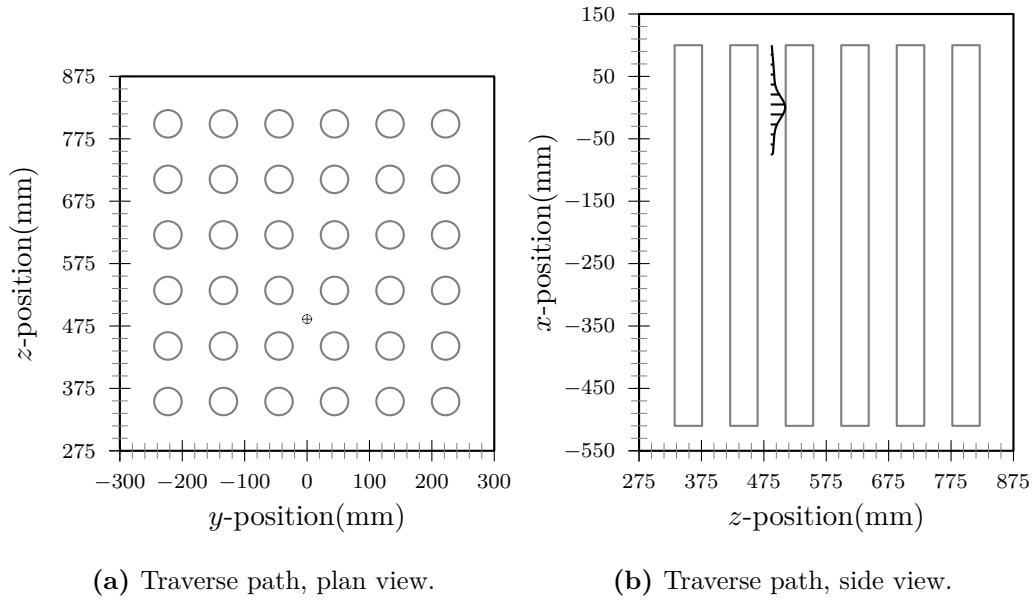 875
775
675
575
475
375
275
z-position(mm)
−300 −200 −100 0 100 200 300
y-position(mm)
(a) Traverse path, plan view.
150
50
−50
−150
−250
−350
−450
−550
x-position(mm)
275 375 475 575 675 775 875
z-position(mm)
(b) Traverse path, side view.